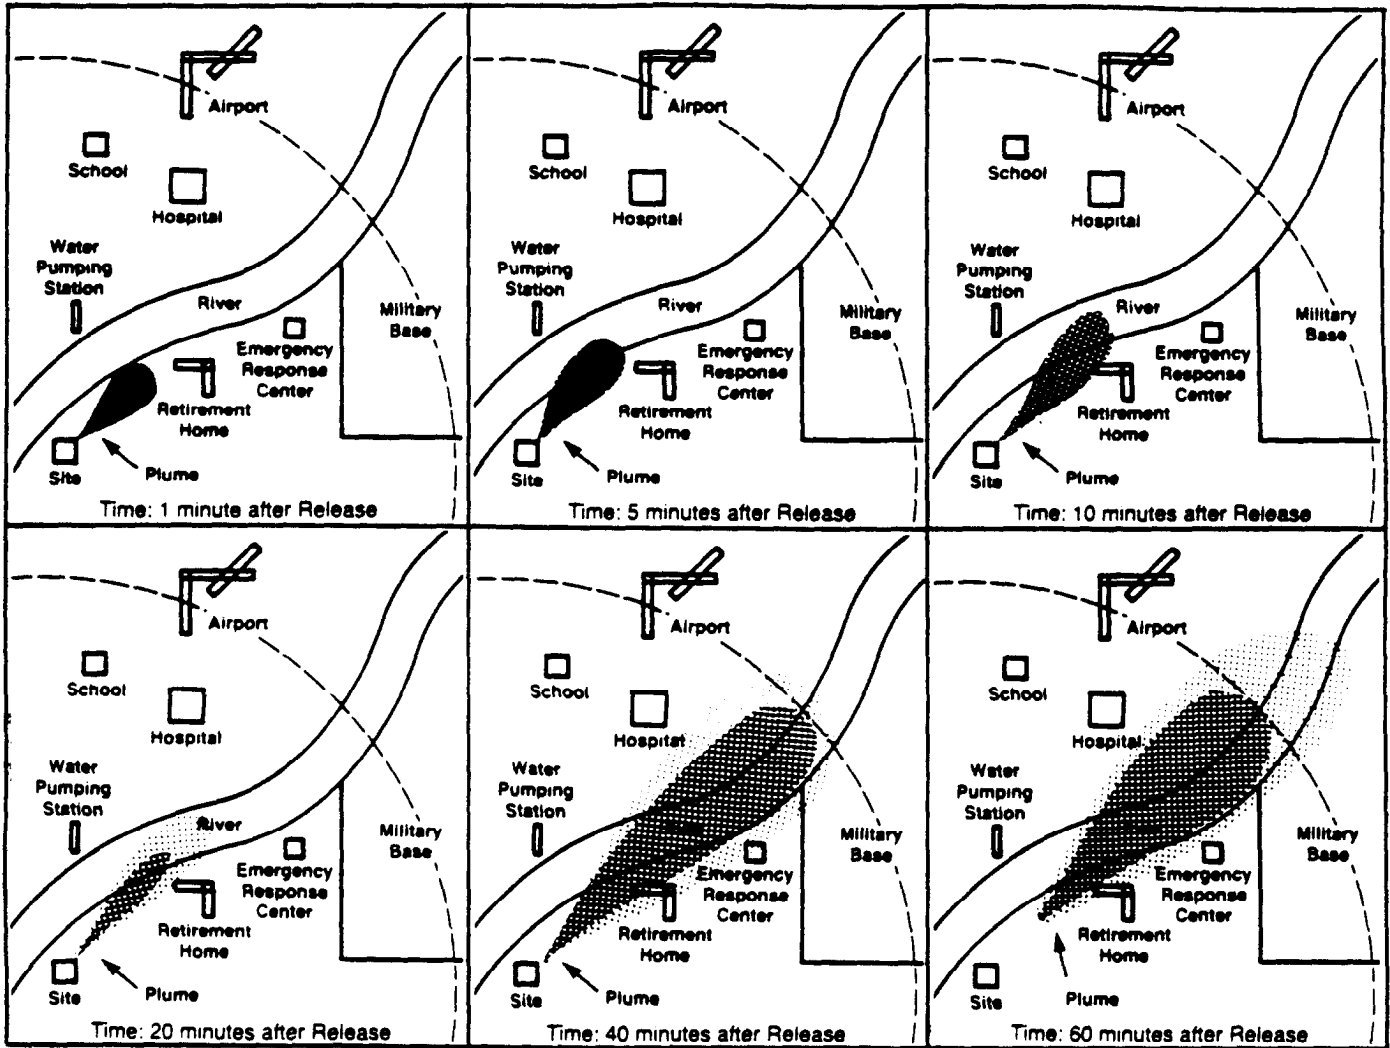 Airport
School
Hospital
Water
Pumping
Station
River
Military
Base
Emergency
Response
Center
Retirement
Home
Site
Plume
Time: 1 minute after Release
Airport
School
Hospital
Water
Pumping
Station
River
Military
Base
Emergency
Response
Center
Retirement
Home
Site
Plume
Time: 5 minutes after Release
Airport
School
Hospital
Water
Pumping
Station
River
Military
Base
Emergency
Response
Center
Retirement
Home
Site
Plume
Time: 10 minutes after Release
Airport
School
Hospital
Water
Pumping
Station
River
Military
Base
Emergency
Response
Center
Retirement
Home
Site
Plume
Time: 20 minutes after Release
Airport
School
Hospital
Water
Pumping
Station
Military
Base
Emergency
Response
Center
Retirement
Home
Site
Plume
Time: 40 minutes after Release
Airport
School
Hospital
Water
Pumping
Station
Military
Base
Emergency
Response
Center
Retirement
Home
Site
Plume
Time: 60 minutes after Release